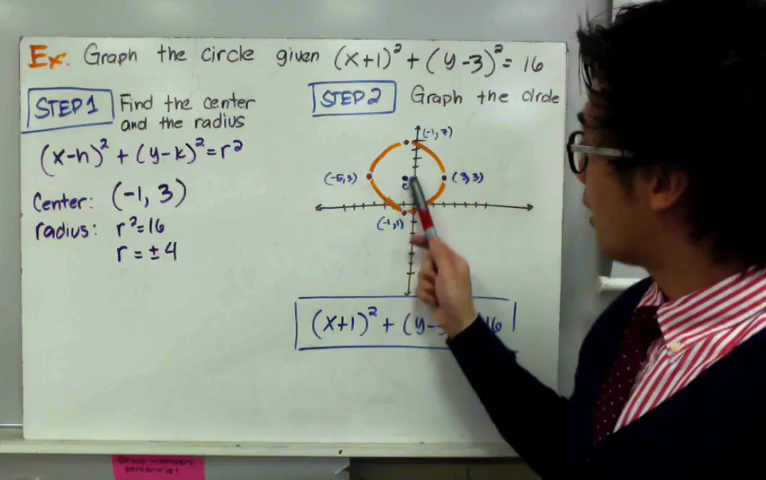 Ex. Graph the circle given (x+1)² + (y-3)² = 16
STEP 1 Find the center
and the radius
(x-h)² + (y-k)² = r²
Center: (-1, 3)
radius: r² = 16
r = ±4
STEP 2 Graph the circle
(-1, 7)
(-5, 3)
(3, 3)
(x+1)² + (y-3 16